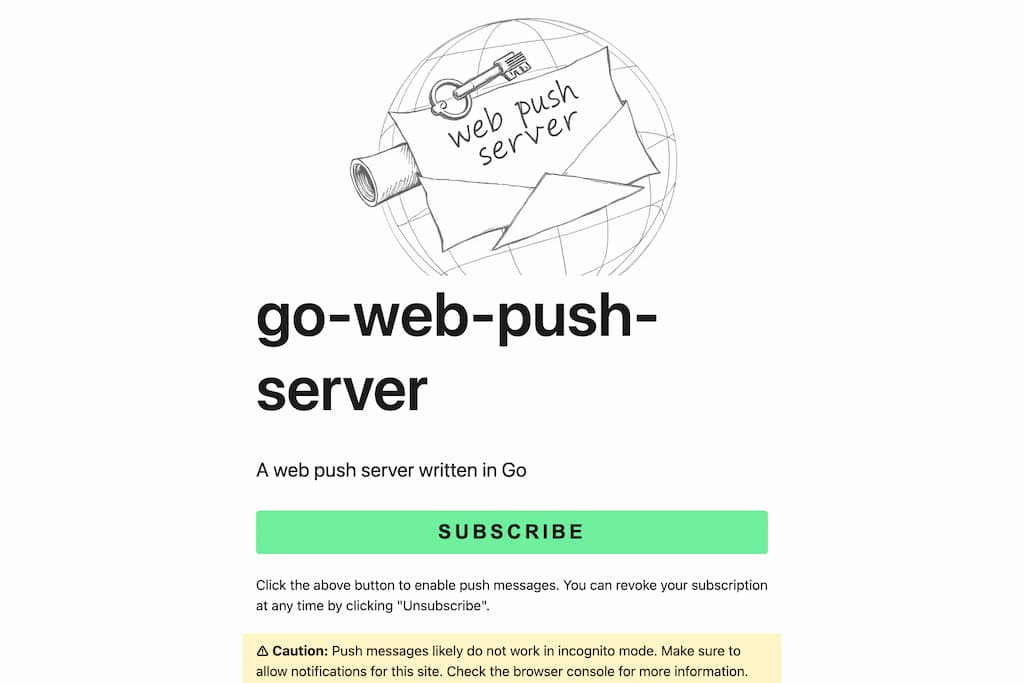 web push
server
go-web-push-
server
A web push server written in Go
SUBSCRIBE
Click the above button to enable push messages. You can revoke your subscription
at any time by clicking "Unsubscribe".
⚠ Caution: Push messages likely do not work in incognito mode. Make sure to
allow notifications for this site. Check the browser console for more information.